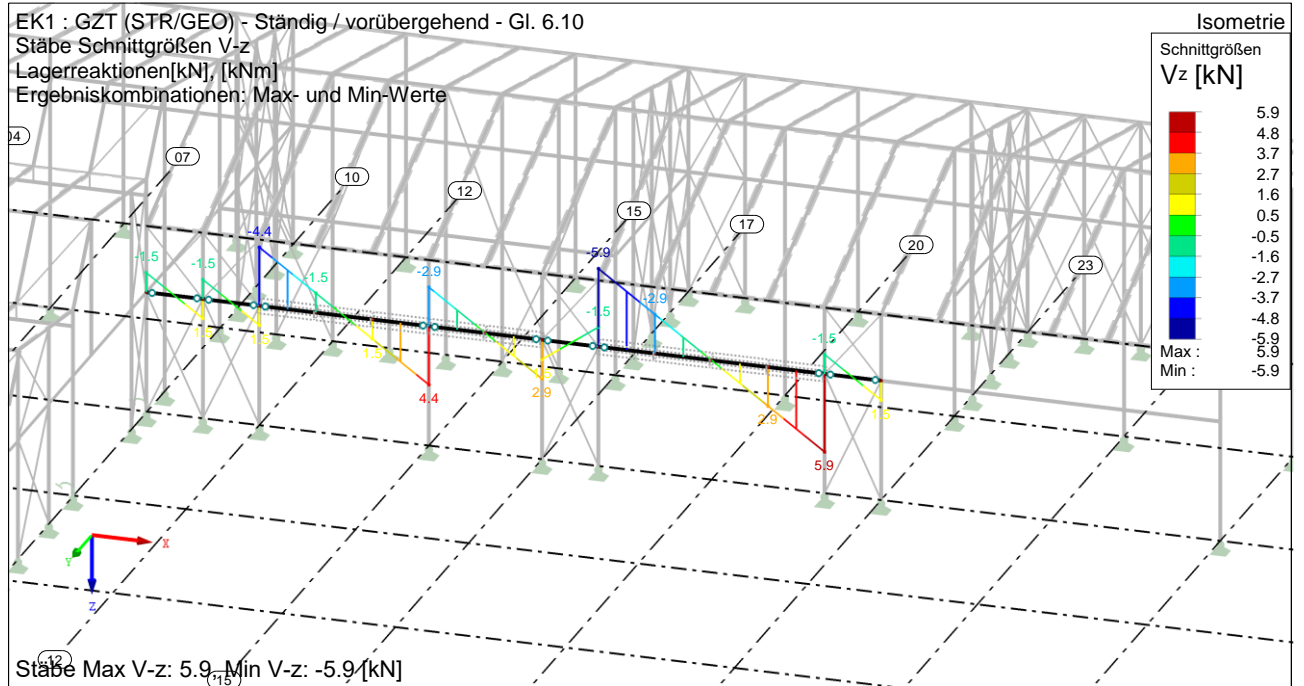 EK1 : GZT (STR/GEO) - Ständig / vorübergehend - Gl. 6.10
Stäbe Schnittgrößen V-z
Lagerreaktionen[kN], [kNm]
Ergebniskombinationen: Max- und Min-Werte
Isometrie
Schnittgrößen
Vz [kN]
5.9
4.8
3.7
2.7
1.6
0.5
-0.5
-1.6
-2.7
-3.7
-4.8
-5.9
Max : 5.9
Min : -5.9
04
07
10
12
15
17
20
23
-4.4
-1.5
-1.5
-1.5
-2.9
-5.9
-2.9
-1.5
-1.5
1.5
1.5
4.4
2.9
2.9
5.9
1.5
X
Y
Z
12
15
Stäbe Max V-z: 5.9, Min V-z: -5.9 [kN]